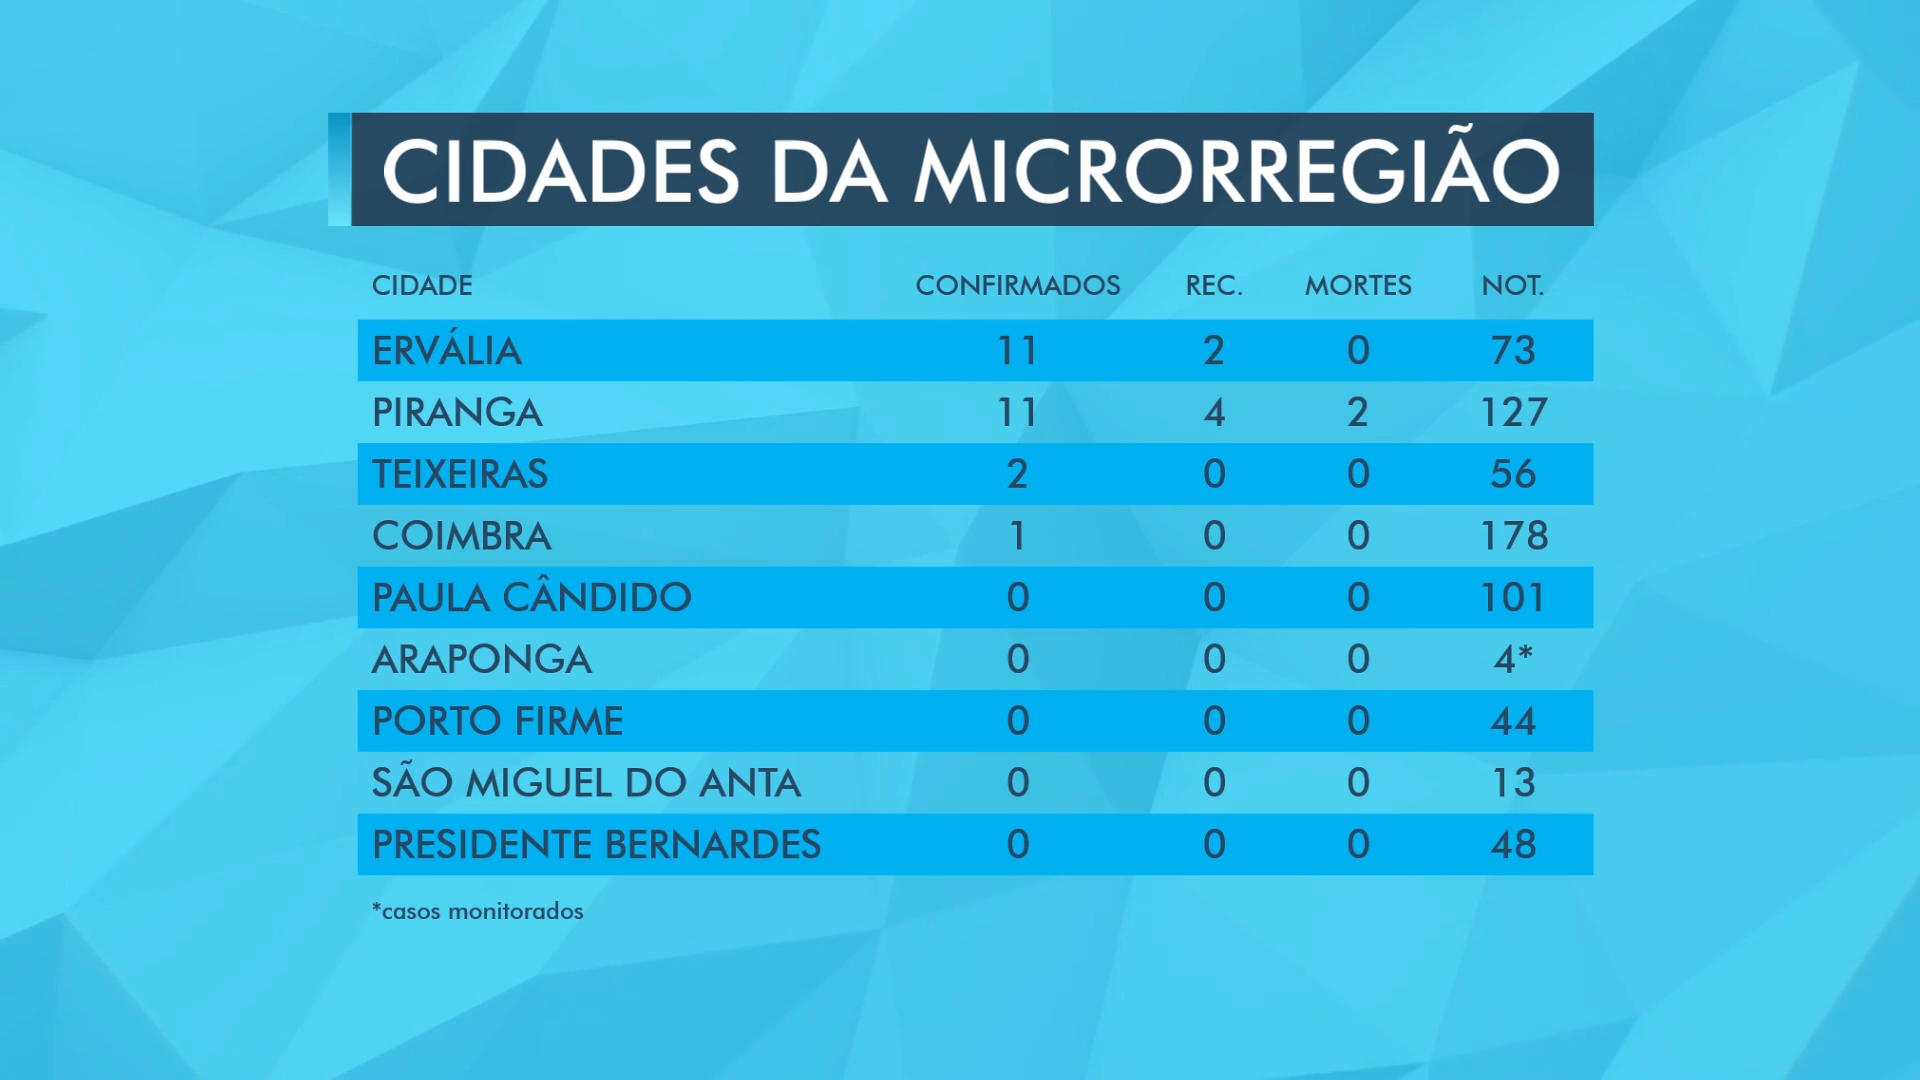 CIDADES DA MICRORREGIÃO
CIDADE CONFIRMADOS REC. MORTES NOT.
ERVÁLIA 11 2 0 73
PIRANGA 11 4 2 127
TEIXEIRAS 2 0 0 56
COIMBRA 1 0 0 178
PAULA CÂNDIDO 0 0 0 101
ARAPONGA 0 0 0 4*
PORTO FIRME 0 0 0 44
SÃO MIGUEL DO ANTA 0 0 0 13
PRESIDENTE BERNARDES 0 0 0 48
*casos monitorados